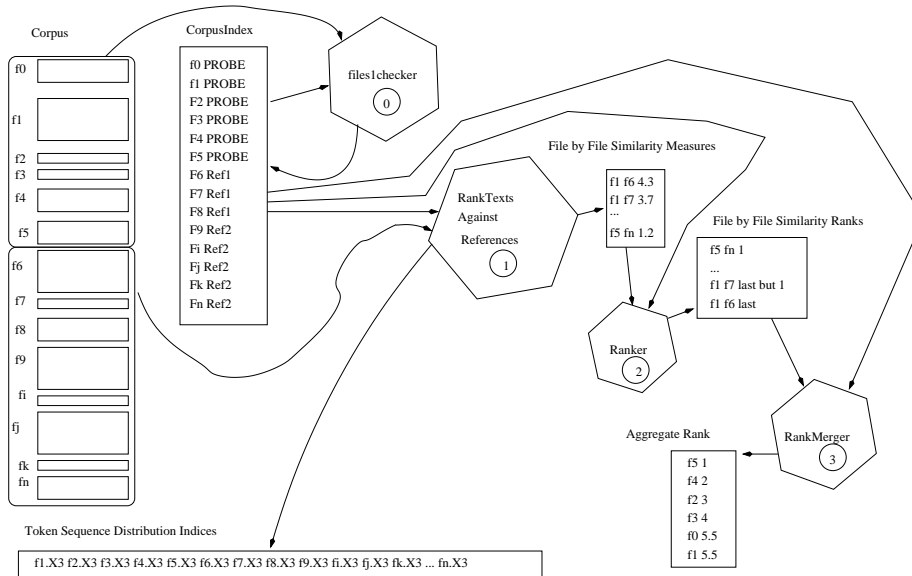 Corpus
f0
f1
f2
f3
f4
f5
f6
f7
f8
f9
fi
fj
fk
fn
CorpusIndex
f0 PROBE
f1 PROBE
F2 PROBE
F3 PROBE
F4 PROBE
F5 PROBE
F6 Ref1
F7 Ref1
F8 Ref1
F9 Ref2
Fi Ref2
Fj Ref2
Fk Ref2
Fn Ref2
files1checker
0
RankTexts
Against
References
1
File by File Similarity Measures
f1 f6 4.3
f1 f7 3.7
...
f5 fn 1.2
File by File Similarity Ranks
f5 fn 1
...
f1 f7 last but 1
f1 f6 last
Ranker
2
RankMerger
3
Aggregate Rank
f5 1
f4 2
f2 3
f3 4
f0 5.5
f1 5.5
Token Sequence Distribution Indices
f1.X3 f2.X3 f3.X3 f4.X3 f5.X3 f6.X3 f7.X3 f8.X3 f9.X3 fi.X3 fj.X3 fk.X3 ... fn.X3